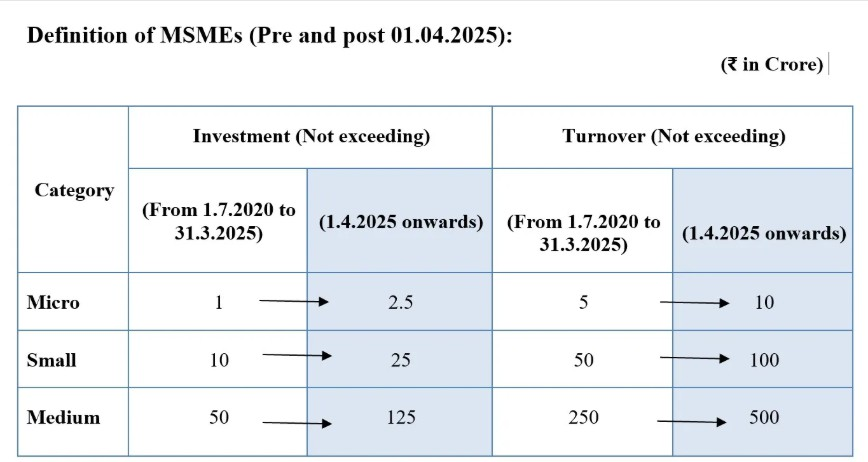 Definition of MSMEs (Pre and post 01.04.2025):
(₹ in Crore)
Category
Investment (Not exceeding)
Turnover (Not exceeding)
(From 1.7.2020 to
31.3.2025)
(1.4.2025 onwards)
(From 1.7.2020 to
31.3.2025)
(1.4.2025 onwards)
Micro 1 2.5 5 10
Small 10 25 50 100
Medium 50 125 250 500